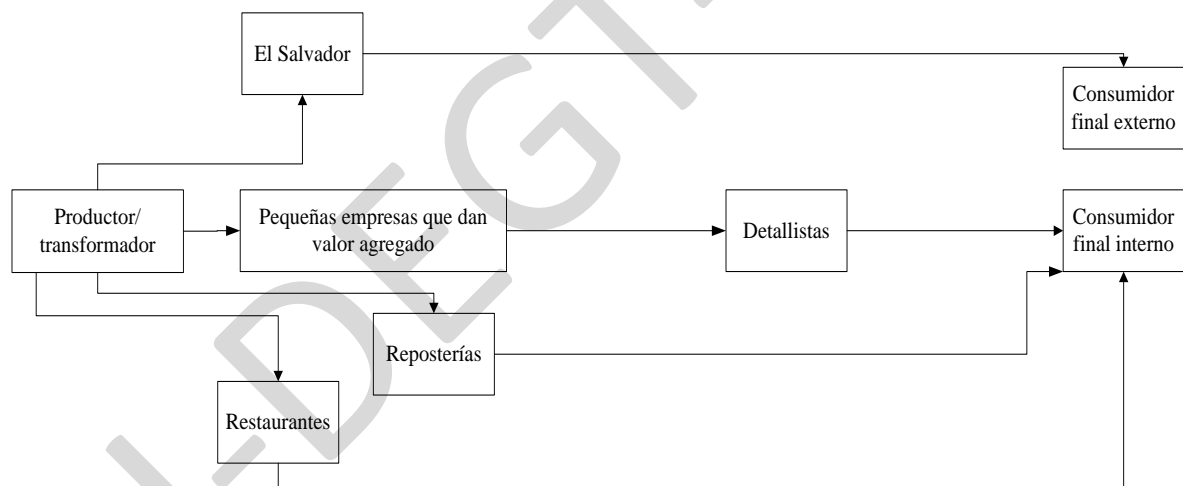 El Salvador
Consumidor
final externo
Productor/
transformador
Pequeñas empresas que dan
valor agregado
Detallistas
Consumidor
final interno
Reposterías
Restaurantes
-DEGT